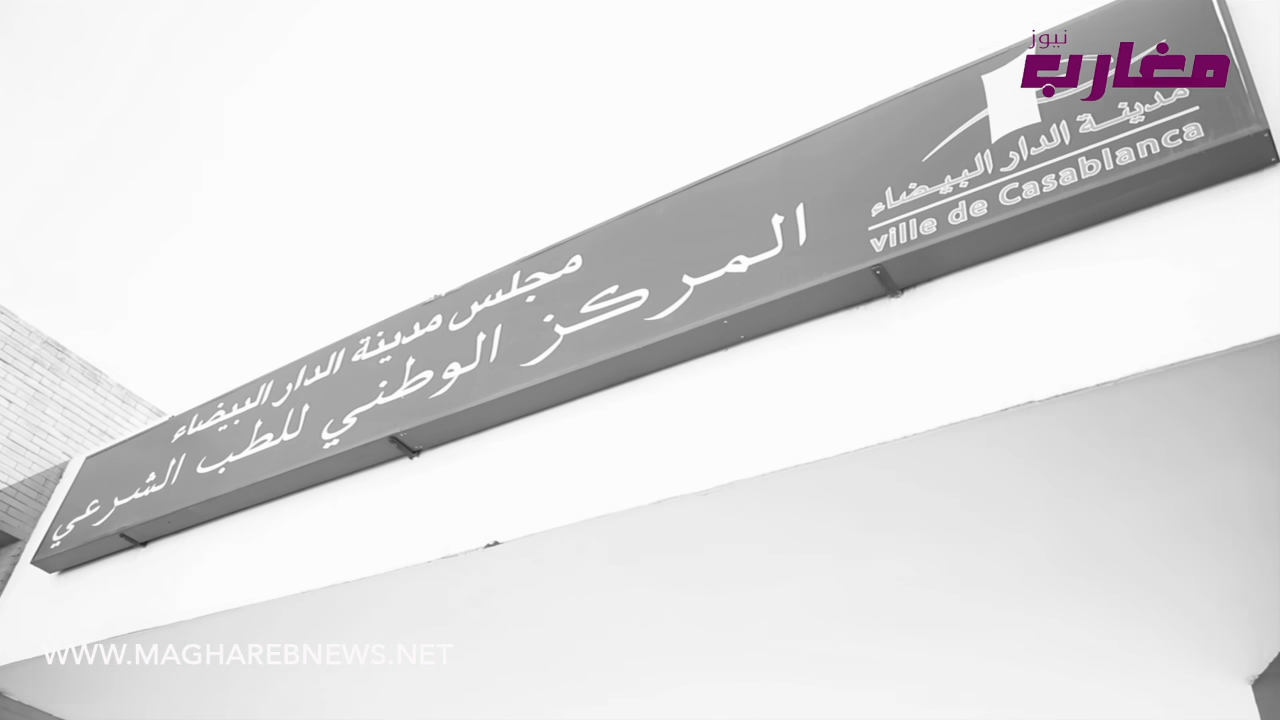 نيوز
مغارب
مدينة الدار البيضاء
ville de Casablanca
مجلس مدينة الدار البيضاء
المركز الوطني للطب الشرعي
WWW.MAGHAREBNEWS.NET